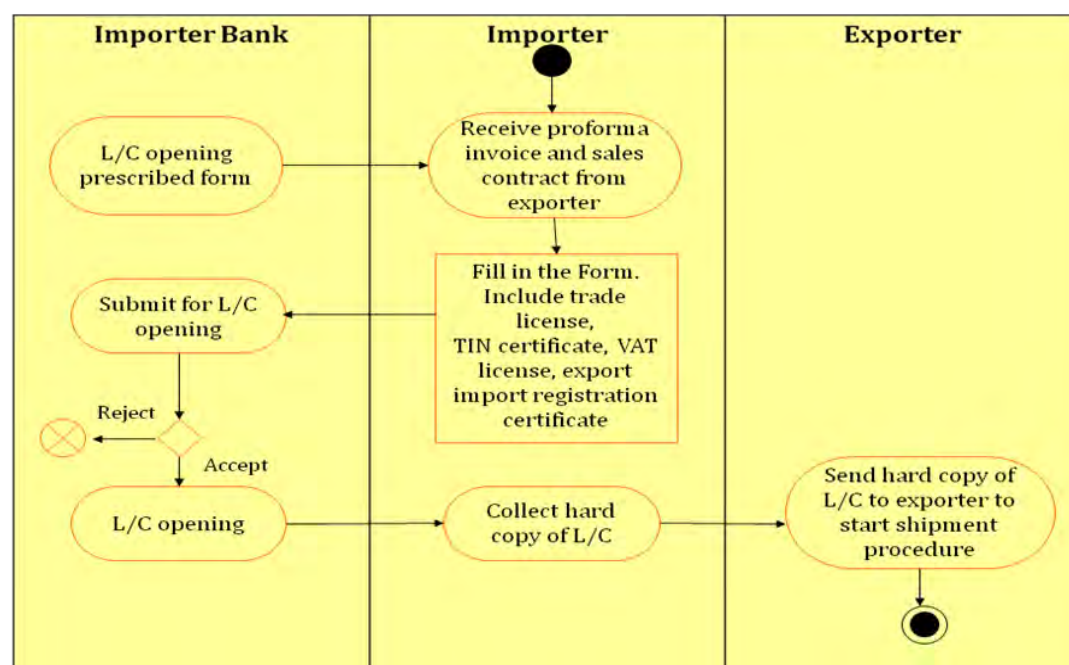 Importer Bank
Importer
Exporter
L/C opening
prescribed form
Receive proforma
invoice and sales
contract from
exporter
Submit for L/C
opening
Fill in the Form.
Include trade
license,
TIN certificate, VAT
license, export
import registration
certificate
Reject
Accept
L/C opening
Collect hard
copy of L/C
Send hard copy of
L/C to exporter to
start shipment
procedure